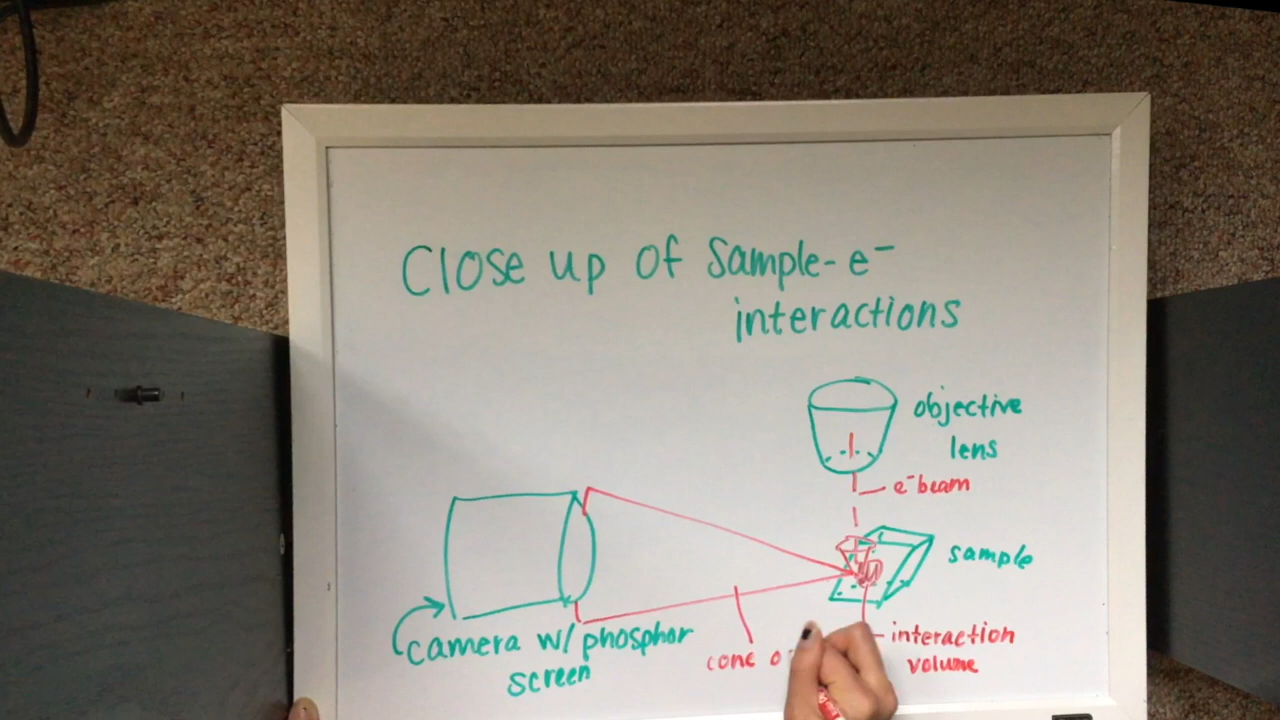 Close up of Sample-e⁻
interactions
objective
lens
e⁻beam
sample
camera w/ phosphor
screen
cone o
interaction
volume